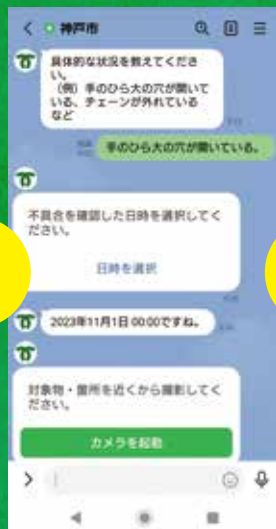 神戸市
具体的な状況を教えてくださ
い。
(例) 手のひら大の穴が開いて
いる、チェーンが外れている
など
手のひら大の穴が開いている。
不具合を確認した日時を選択してく
ださい。
日時を選択
2023年11月1日 00:00ですね。
対象物・箇所を近くから撮影してく
ださい。
カメラを起動